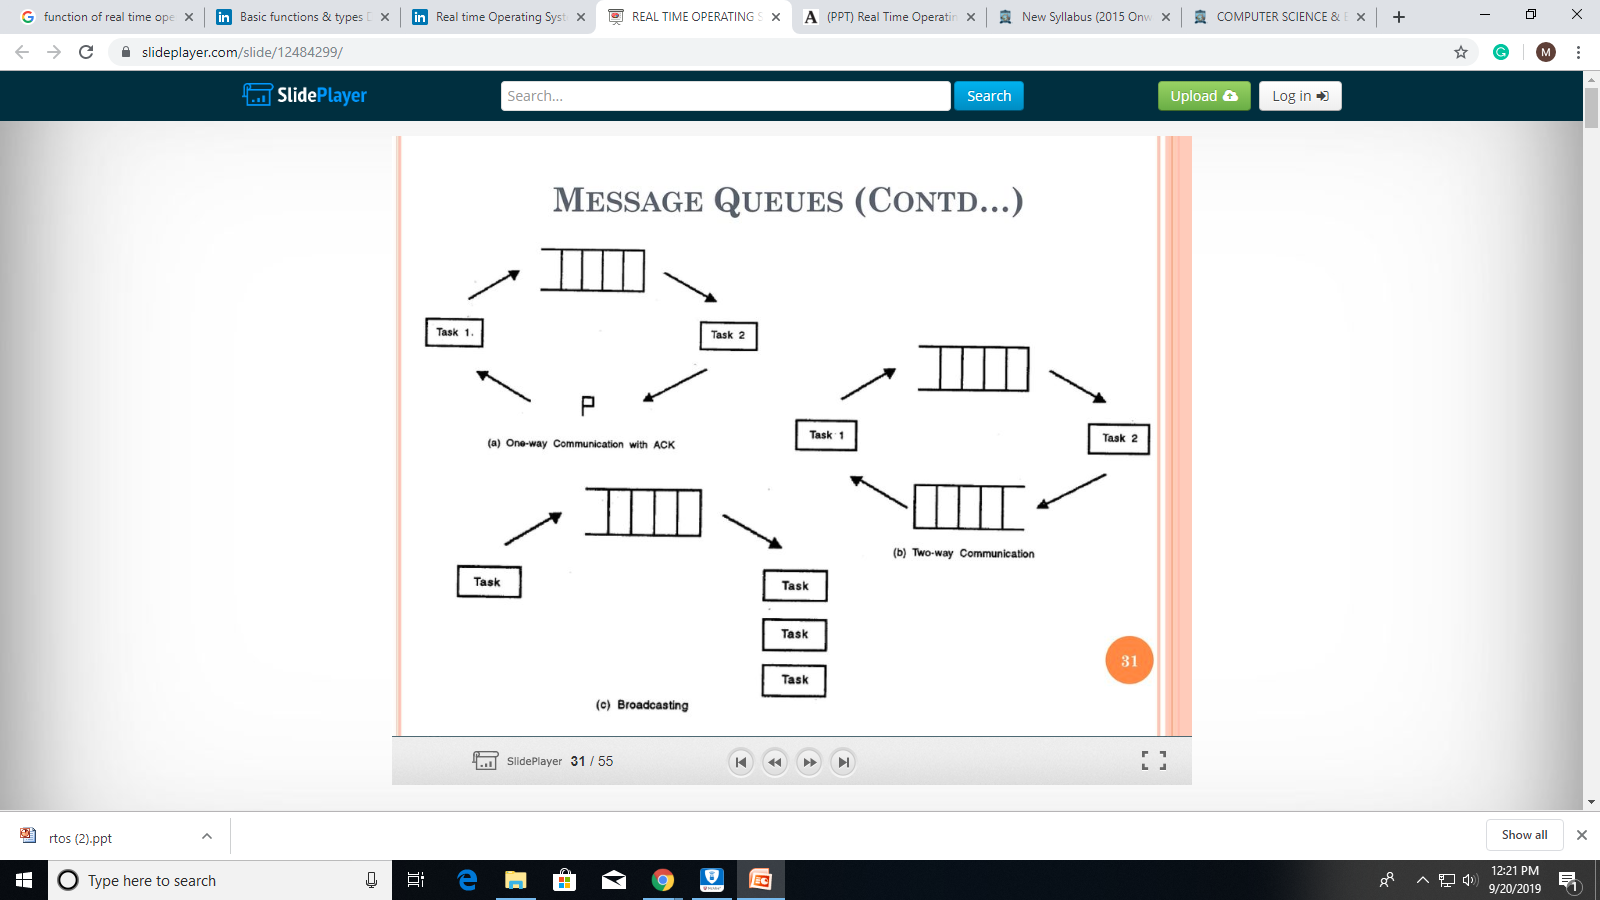 function of real time ope
Basic functions & types D
Real time Operating Syst
REAL TIME OPERATING S
(PPT) Real Time Operatin
New Syllabus (2015 Onw
COMPUTER SCIENCE & E
slideplayer.com/slide/12484299/
M
SlidePlayer
Search...
Search
Upload
Log in
MESSAGE QUEUES (CONTD...)
Task 1.
Task 2
P
(a) One-way Communication with ACK
Task 1
Task 2
(b) Two-way Communication
Task
Task
Task
Task
(c) Broadcasting
31
SlidePlayer 31 / 55
rtos (2).ppt
Show all
Type here to search
12:21 PM
9/20/2019
1